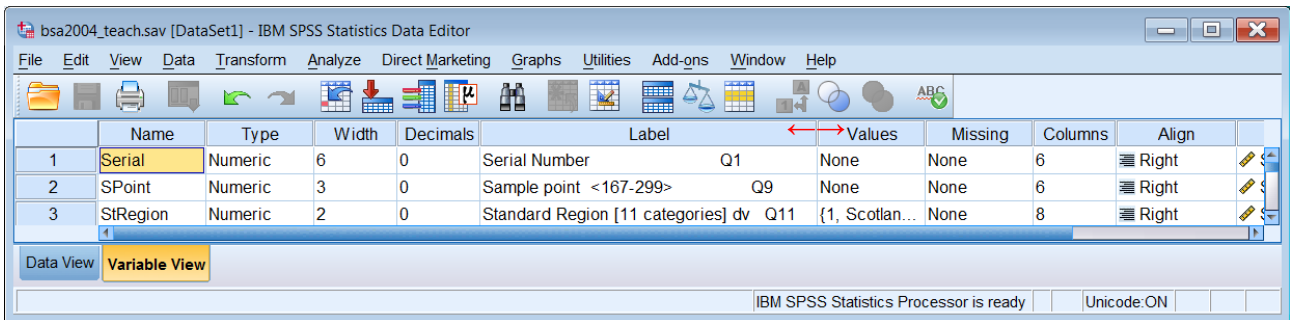 bsa2004_teach.sav [DataSet1] - IBM SPSS Statistics Data Editor
File Edit View Data Transform Analyze Direct Marketing Graphs Utilities Add-ons Window Help
Name Type Width Decimals Label Values Missing Columns Align
1 Serial Numeric 6 0 Serial Number Q1 None None 6 Right
2 SPoint Numeric 3 0 Sample point <167-299> Q9 None None 6 Right
3 StRegion Numeric 2 0 Standard Region [11 categories] dv Q11 {1, Scotlan... None 8 Right
Data View Variable View
IBM SPSS Statistics Processor is ready Unicode:ON